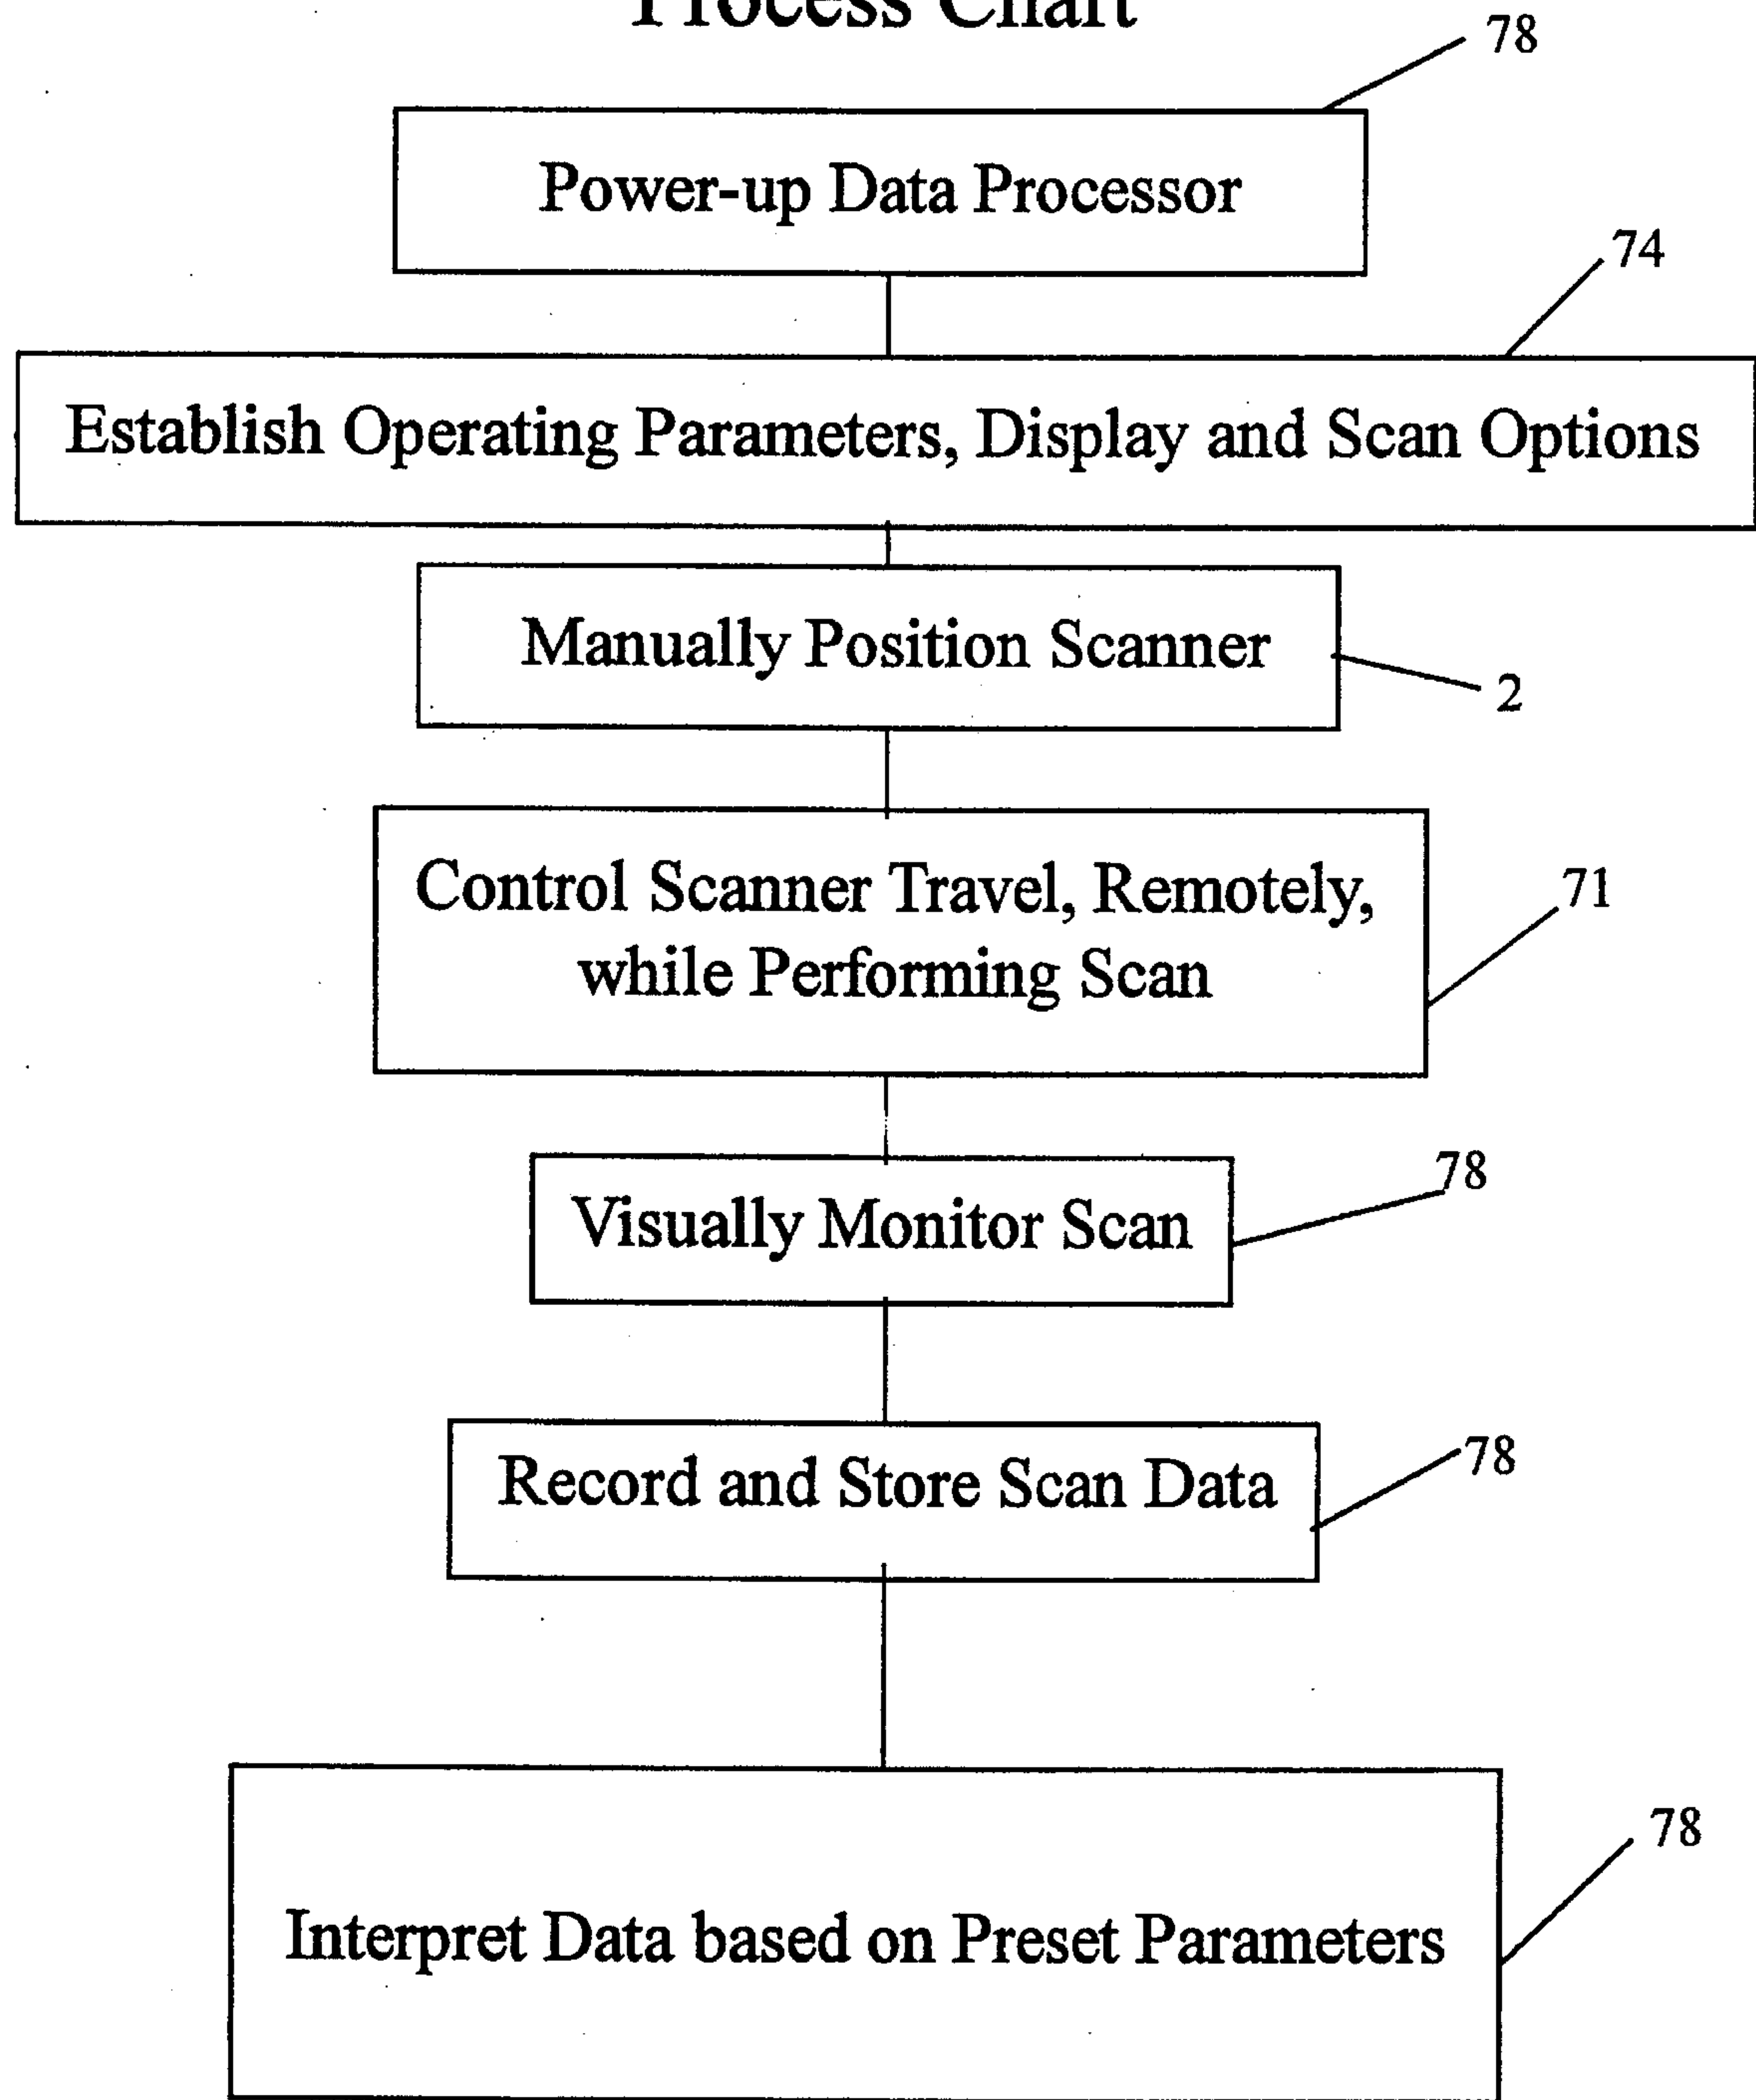 Process Chart
78
Power-up Data Processor
74
Establish Operating Parameters, Display and Scan Options
Manually Position Scanner
2
Control Scanner Travel, Remotely,
while Performing Scan
71
78
Visually Monitor Scan
Record and Store Scan Data
78
78
Interpret Data based on Preset Parameters